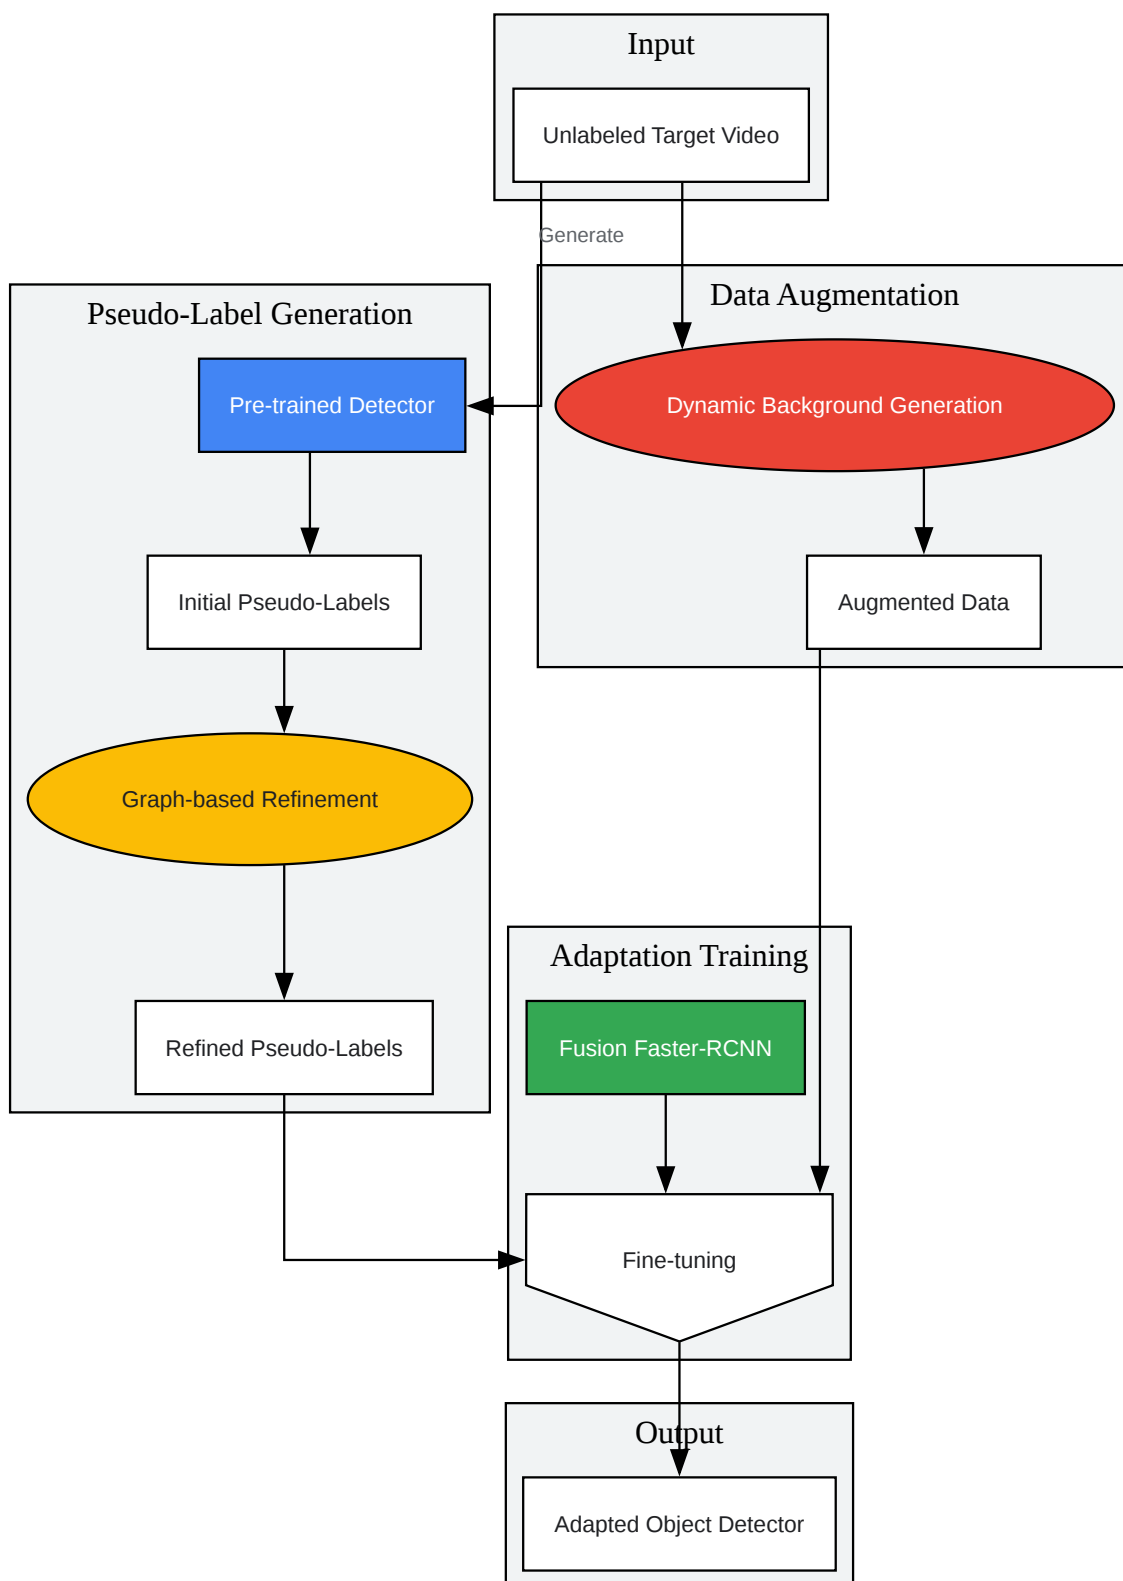 Input
Unlabeled Target Video
Generate
Pseudo-Label Generation
Pre-trained Detector
Initial Pseudo-Labels
Graph-based Refinement
Refined Pseudo-Labels
Data Augmentation
Dynamic Background Generation
Augmented Data
Adaptation Training
Fusion Faster-RCNN
Fine-tuning
Output
Adapted Object Detector